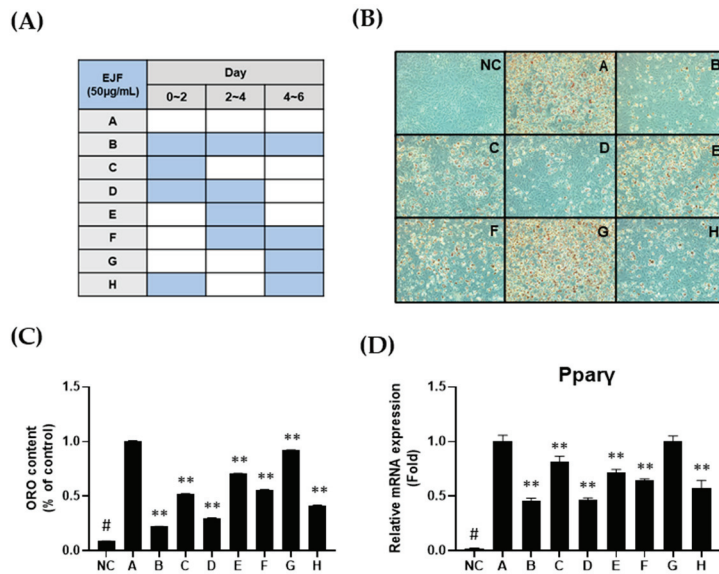 (A)
EJF
(50μg/mL)
Day
0~2 2~4 4~6
A
B
C
D
E
F
G
H
(B)
NC A B
C D E
F G H
(C)
ORO content
(% of control)
1.5
1.0
0.5
0.0
# ** ** ** ** ** ** **
NC A B C D E F G H
(D)
Pparγ
Relative mRNA expression
(Fold)
1.5
1.0
0.5
0.0
# ** ** ** ** ** **
NC A B C D E F G H